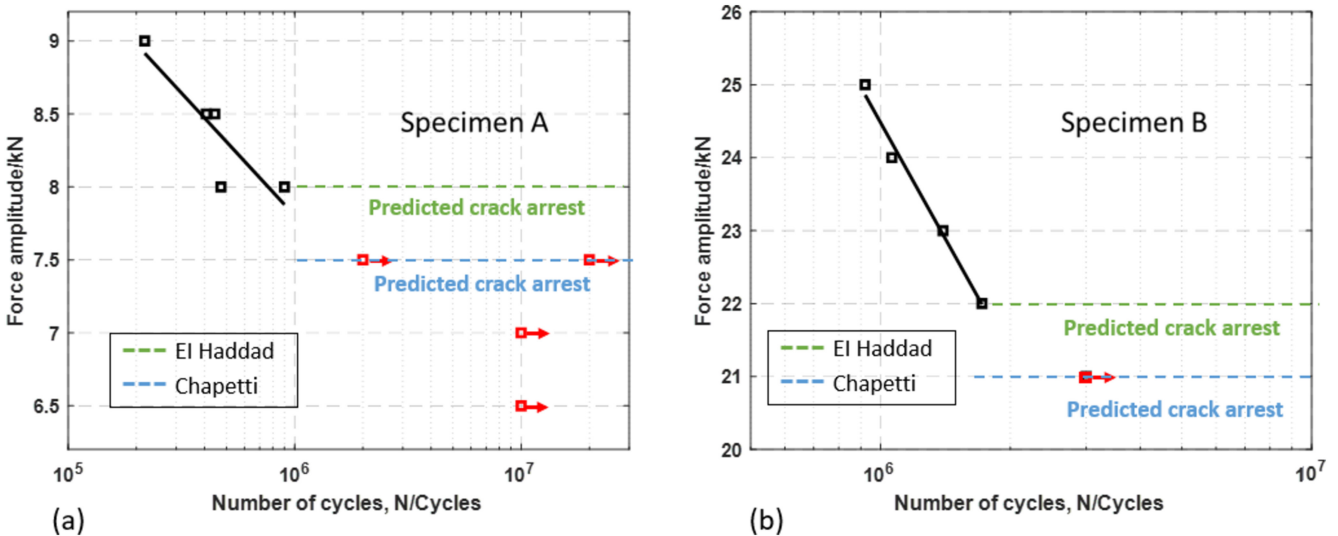 9
8.5
8
7.5
7
6.5
Force amplitude/kN
Specimen A
Predicted crack arrest
Predicted crack arrest
EI Haddad
Chapetti
10^5
10^6
10^7
Number of cycles, N/Cycles
(a)
26
25
24
23
22
21
20
Force amplitude/kN
Specimen B
Predicted crack arrest
Predicted crack arrest
EI Haddad
Chapetti
10^6
10^7
Number of cycles, N/Cycles
(b)